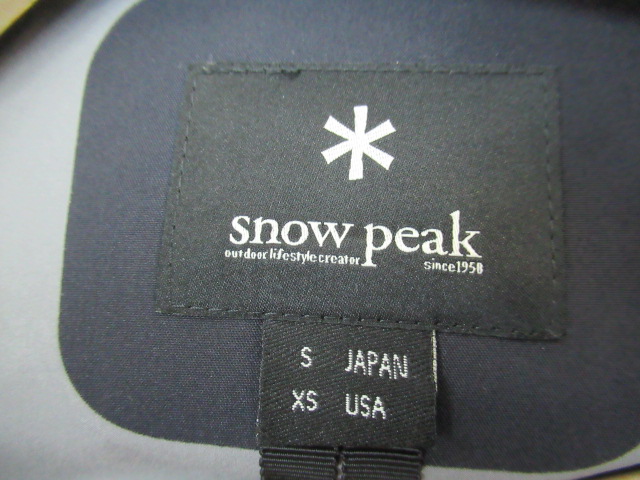 snow peak
outdoor lifestyle creator
since1958
S JAPAN
XS USA